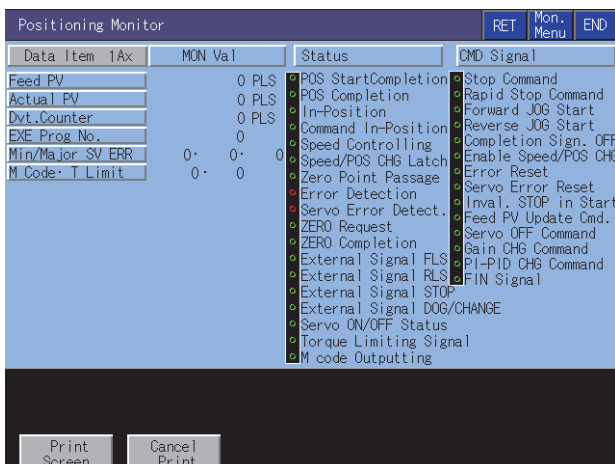 Positioning Monitor
RET
Mon. Menu
END
Data Item 1Ax
MON Val
Status
CMD Signal
Feed PV 0 PLS
Actual PV 0 PLS
Dvt.Counter 0 PLS
EXE Prog No. 0
Min/Major SV ERR 0· 0· 0
M Code· T Limit 0· 0
POS StartCompletion
POS Completion
In-Position
Command In-Position
Speed Controlling
Speed/POS CHG Latch
Zero Point Passage
Error Detection
Servo Error Detect.
ZERO Request
ZERO Completion
External Signal FLS
External Signal RLS
External Signal STOP
External Signal DOG/CHANGE
Servo ON/OFF Status
Torque Limiting Signal
M code Outputting
Stop Command
Rapid Stop Command
Forward JOG Start
Reverse JOG Start
Completion Sign. OFF
Enable Speed/POS CHG
Error Reset
Servo Error Reset
Inval. STOP in Start
Feed PV Update Cmd.
Servo OFF Command
Gain CHG Command
PI-PID CHG Command
FIN Signal
Print Screen
Cancel Print